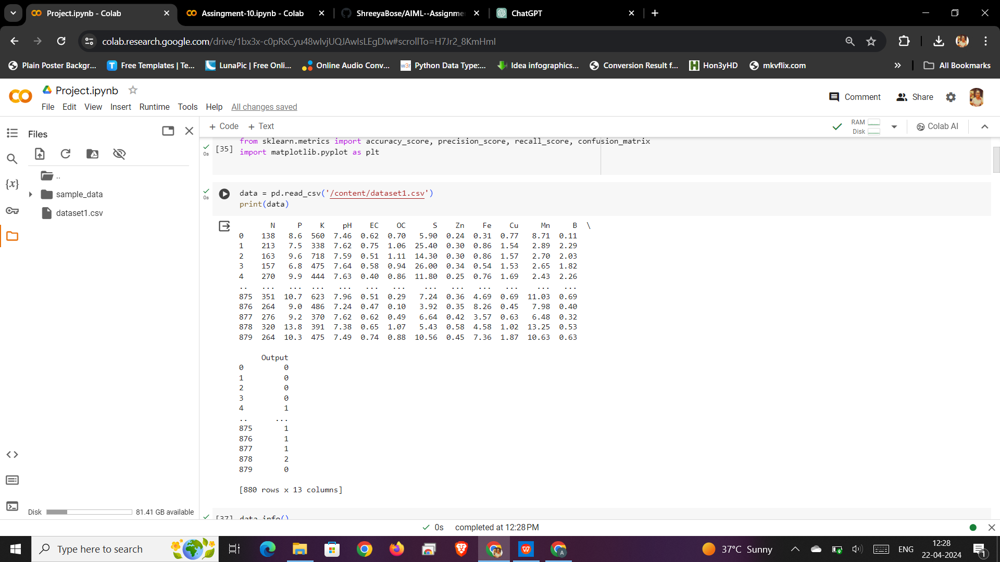 Project.ipynb - Colab
Assingment-10.ipynb - Colab
ShreeyaBose/AIML--Assignme
ChatGPT
colab.research.google.com/drive/1bx3x-c0pRxCyu48wlvjUQJAwIsLEgDIw#scrollTo=H7Jr2_8KmHmI
Plain Poster Backgr...
Free Templates | Te...
LunaPic | Free Onli...
Online Audio Conv...
w3r
Python Data Type:...
Idea infographics...
Conversion Result f...
H
Hon3yHD
mkvflix.com
All Bookmarks
Project.ipynb
Comment
Share
File Edit View Insert Runtime Tools Help All changes saved
Files
+ Code + Text
RAM
Disk
Colab AI
..
sample_data
dataset1.csv
{x}
from sklearn.metrics import accuracy_score, precision_score, recall_score, confusion_matrix
[35] import matplotlib.pyplot as plt
0s
data = pd.read_csv('/content/dataset1.csv')
0s
print(data)
N P K pH EC OC S Zn Fe Cu Mn B \
0 138 8.6 560 7.46 0.62 0.70 5.90 0.24 0.31 0.77 8.71 0.11
1 213 7.5 338 7.62 0.75 1.06 25.40 0.30 0.86 1.54 2.89 2.29
2 163 9.6 718 7.59 0.51 1.11 14.30 0.30 0.86 1.57 2.70 2.03
3 157 6.8 475 7.64 0.58 0.94 26.00 0.34 0.54 1.53 2.65 1.82
4 270 9.9 444 7.63 0.40 0.86 11.80 0.25 0.76 1.69 2.43 2.26
.. ... ... ... ... ... ... ... ... ... ... ... ...
875 351 10.7 623 7.96 0.51 0.29 7.24 0.36 4.69 0.69 11.03 0.69
876 264 9.0 486 7.24 0.47 0.10 3.92 0.35 8.26 0.45 7.98 0.40
877 276 9.2 370 7.62 0.62 0.49 6.64 0.42 3.57 0.63 6.48 0.32
878 320 13.8 391 7.38 0.65 1.07 5.43 0.58 4.58 1.02 13.25 0.53
879 264 10.3 475 7.49 0.74 0.88 10.56 0.45 7.36 1.87 10.63 0.63
Output
0 0
1 0
2 0
3 0
4 1
.. ...
875 1
876 1
877 1
878 2
879 0
[880 rows x 13 columns]
Disk 81.41 GB available
[37] data.info()
0s completed at 12:28 PM
Type here to search
37°C Sunny
ENG
12:28
22-04-2024
1